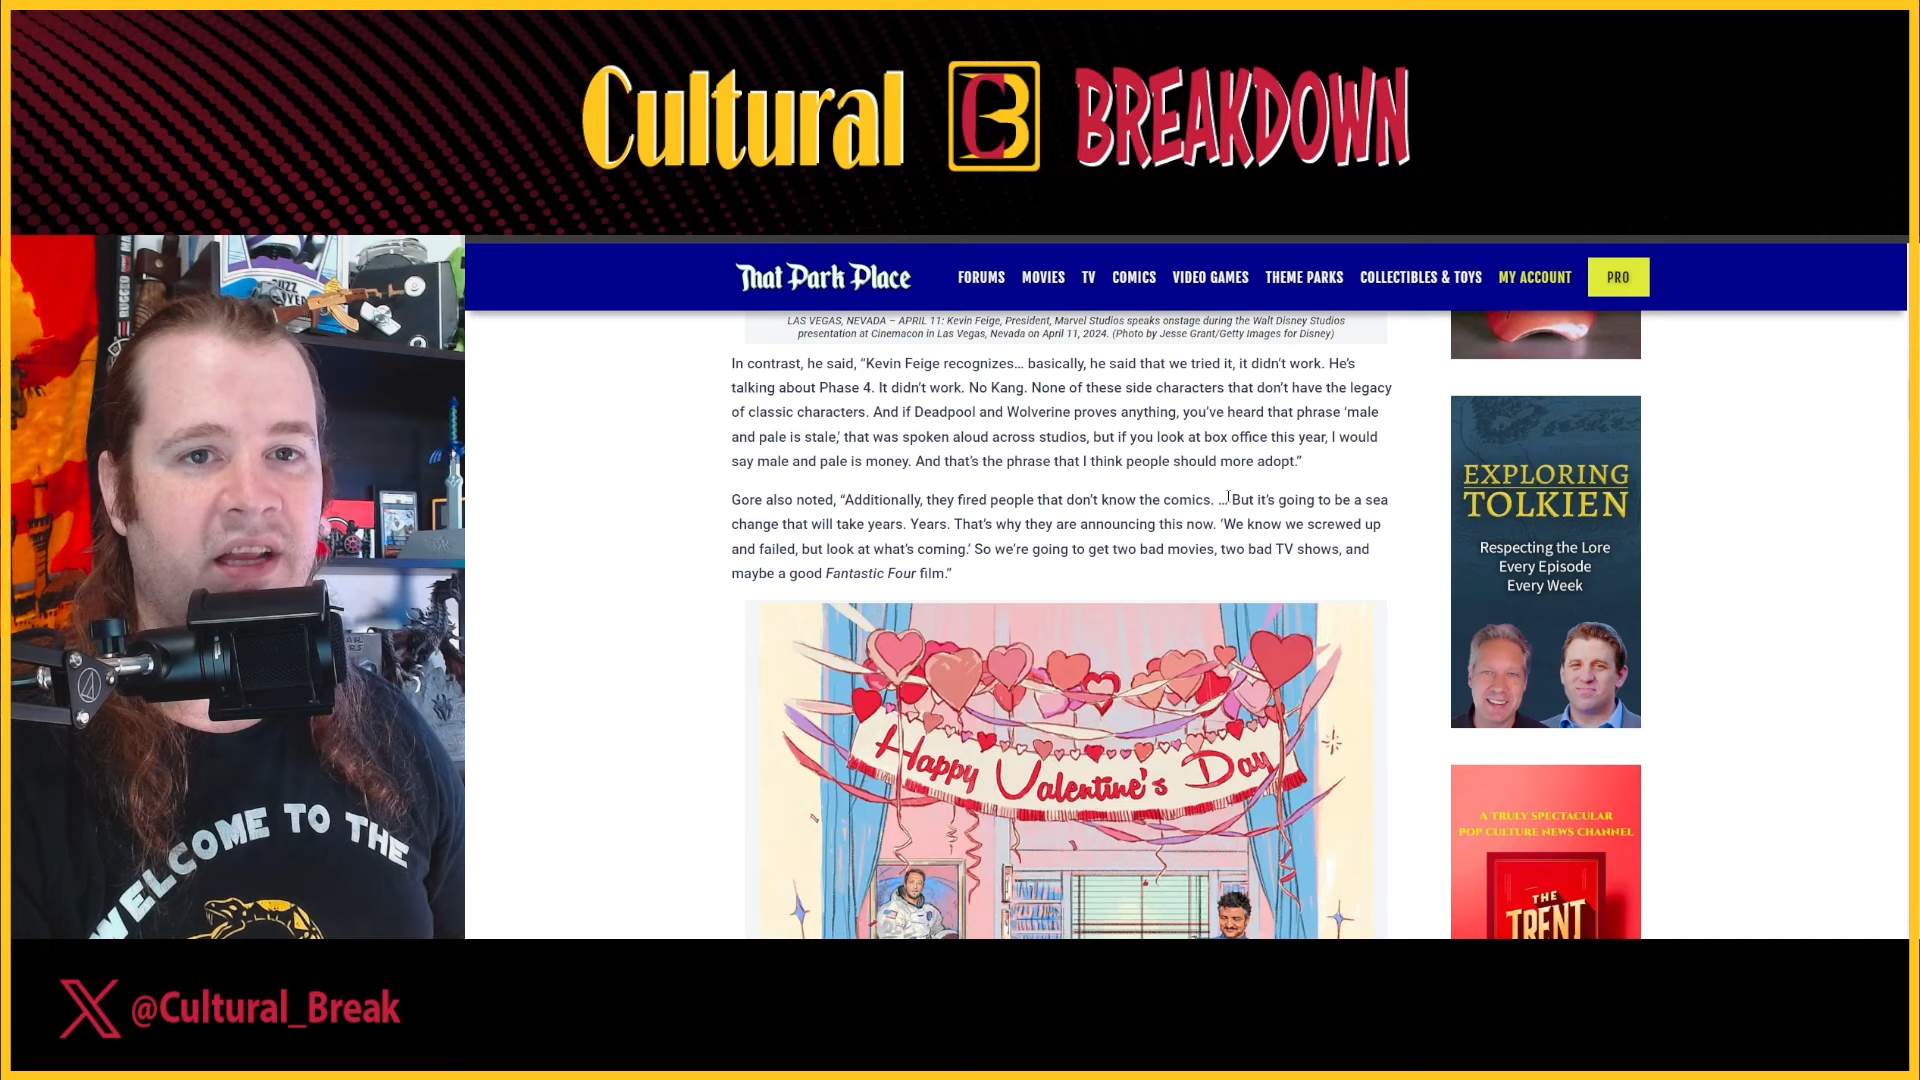 Cultural CB BREAKDOWN
That Park Place
FORUMS MOVIES TV COMICS VIDEO GAMES THEME PARKS COLLECTIBLES & TOYS MY ACCOUNT PRO
LAS VEGAS, NEVADA – APRIL 11: Kevin Feige, President, Marvel Studios speaks onstage during the Walt Disney Studios
presentation at Cinemacon in Las Vegas, Nevada on April 11, 2024. (Photo by Jesse Grant/Getty Images for Disney)
In contrast, he said, “Kevin Feige recognizes… basically, he said that we tried it, it didn’t work. He’s
talking about Phase 4. It didn’t work. No Kang. None of these side characters that don’t have the legacy
of classic characters. And if Deadpool and Wolverine proves anything, you’ve heard that phrase ‘male
and pale is stale,’ that was spoken aloud across studios, but if you look at box office this year, I would
say male and pale is money. And that’s the phrase that I think people should more adopt.”
Gore also noted, “Additionally, they fired people that don’t know the comics. … But it’s going to be a sea
change that will take years. Years. That’s why they are announcing this now. ‘We know we screwed up
and failed, but look at what’s coming.’ So we’re going to get two bad movies, two bad TV shows, and
maybe a good Fantastic Four film.”
Happy Valentine's Day
EXPLORING
TOLKIEN
Respecting the Lore
Every Episode
Every Week
A TRULY SPECTACULAR
POP CULTURE NEWS CHANNEL
THE
TRENT
RUGGED
WELCOME TO THE
X @Cultural_Break